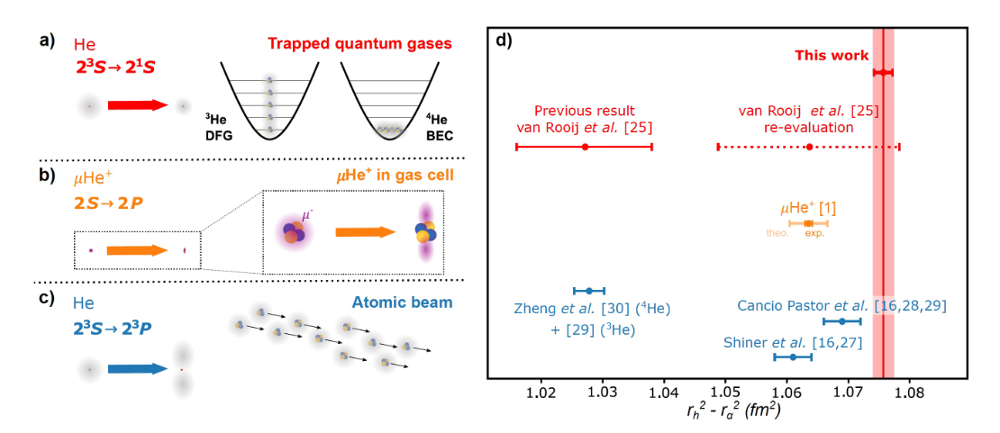 a)
He
2³S → 2¹S
Trapped quantum gases
³He
DFG
⁴He
BEC
b)
μHe⁺
2S → 2P
μHe⁺ in gas cell
μ⁻
c)
He
2³S → 2³P
Atomic beam
d)
This work
Previous result
van Rooij et al. [25]
van Rooij et al. [25]
re-evaluation
μHe⁺ [1]
theo.
exp.
Zheng et al. [30] (⁴He)
+ [29] (³He)
Cancio Pastor et al. [16,28,29]
Shiner et al. [16,27]
1.02 1.03 1.04 1.05 1.06 1.07 1.08
rₕ² - rα² (fm²)